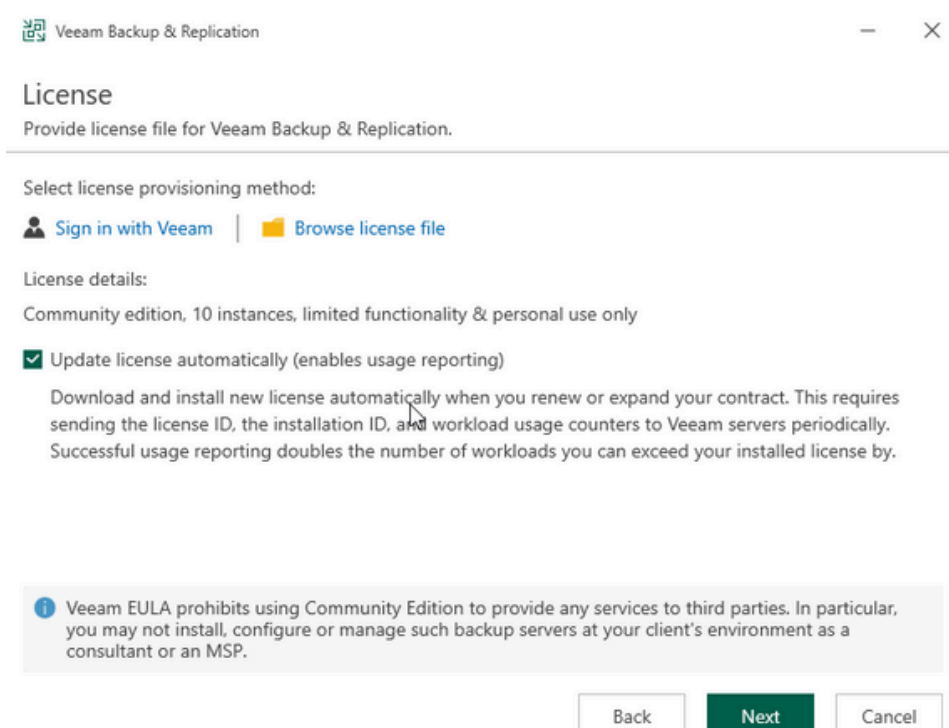 Veeam Backup & Replication
License
Provide license file for Veeam Backup & Replication.
Select license provisioning method:
Sign in with Veeam | Browse license file
License details:
Community edition, 10 instances, limited functionality & personal use only
Update license automatically (enables usage reporting)
Download and install new license automatically when you renew or expand your contract. This requires
sending the license ID, the installation ID, and workload usage counters to Veeam servers periodically.
Successful usage reporting doubles the number of workloads you can exceed your installed license by.
Veeam EULA prohibits using Community Edition to provide any services to third parties. In particular,
you may not install, configure or manage such backup servers at your client's environment as a
consultant or an MSP.
Back Next Cancel